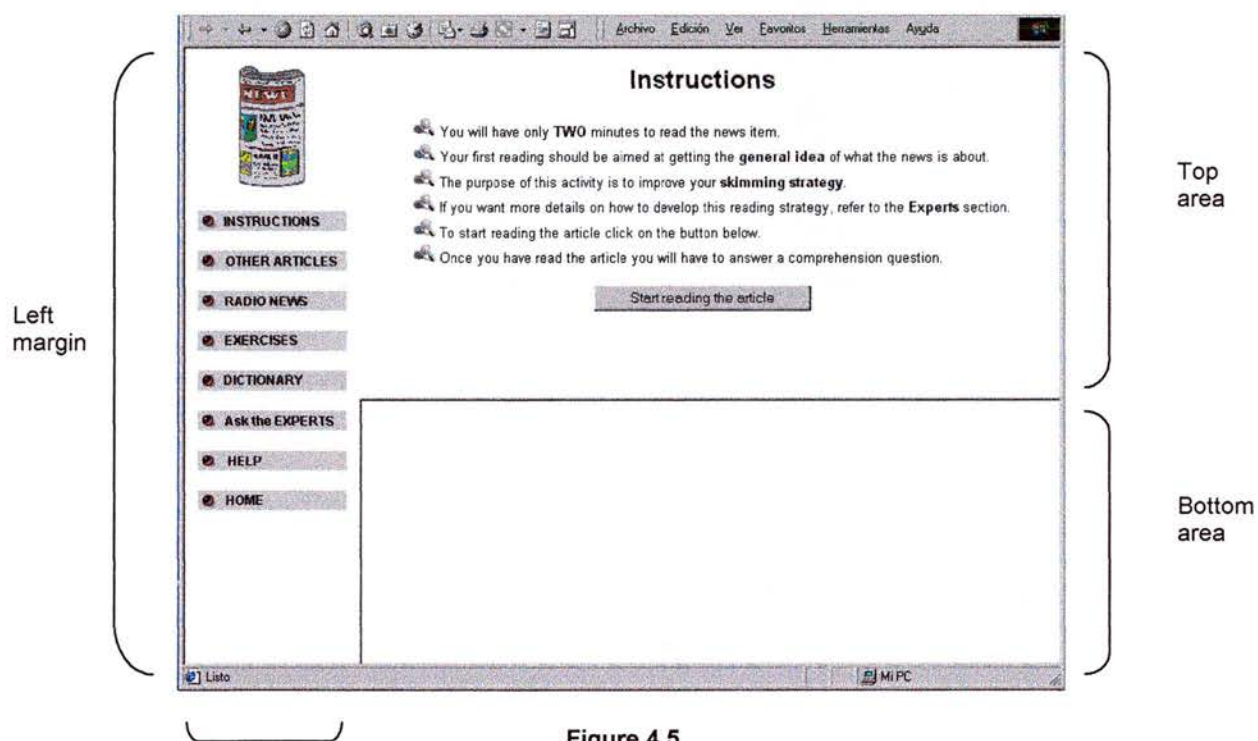 Archivo Edición Ver Favoritos Herramientas Ayuda
NEWS
Instructions
You will have only TWO minutes to read the news item.
Your first reading should be aimed at getting the general idea of what the news is about.
The purpose of this activity is to improve your skimming strategy.
If you want more details on how to develop this reading strategy, refer to the Experts section.
To start reading the article click on the button below.
Once you have read the article you will have to answer a comprehension question.
Start reading the article
INSTRUCTIONS
OTHER ARTICLES
RADIO NEWS
EXERCISES
DICTIONARY
Ask the EXPERTS
HELP
HOME
Left
margin
Top
area
Bottom
area
Listo
Mi PC
Figure 4.5